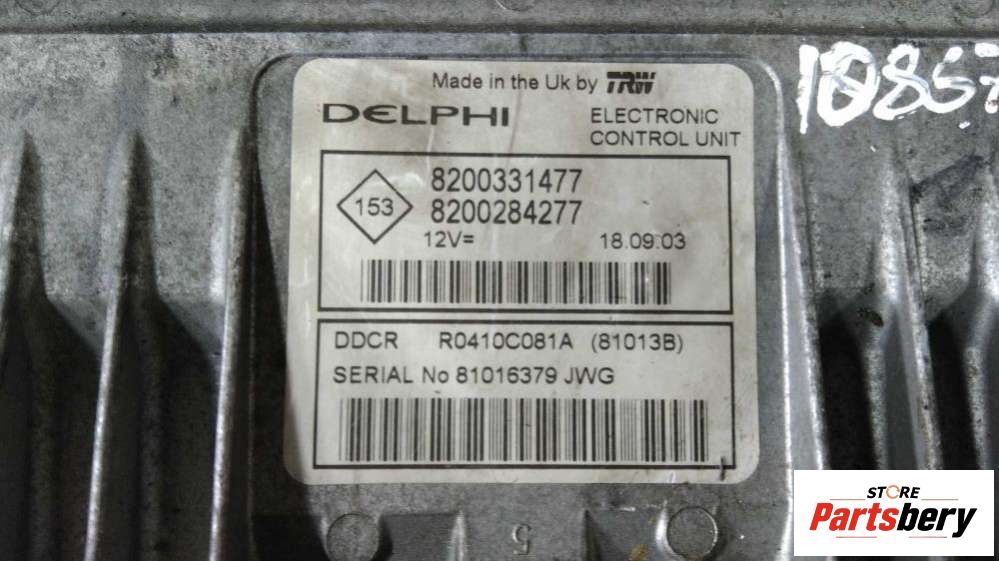 Made in the Uk by TRW
DELPHI
ELECTRONIC
CONTROL UNIT
153
8200331477
8200284277
12V=
18.09.03
DDCR R0410C081A (81013B)
SERIAL No 81016379 JWG
5
STORE
Partsbery